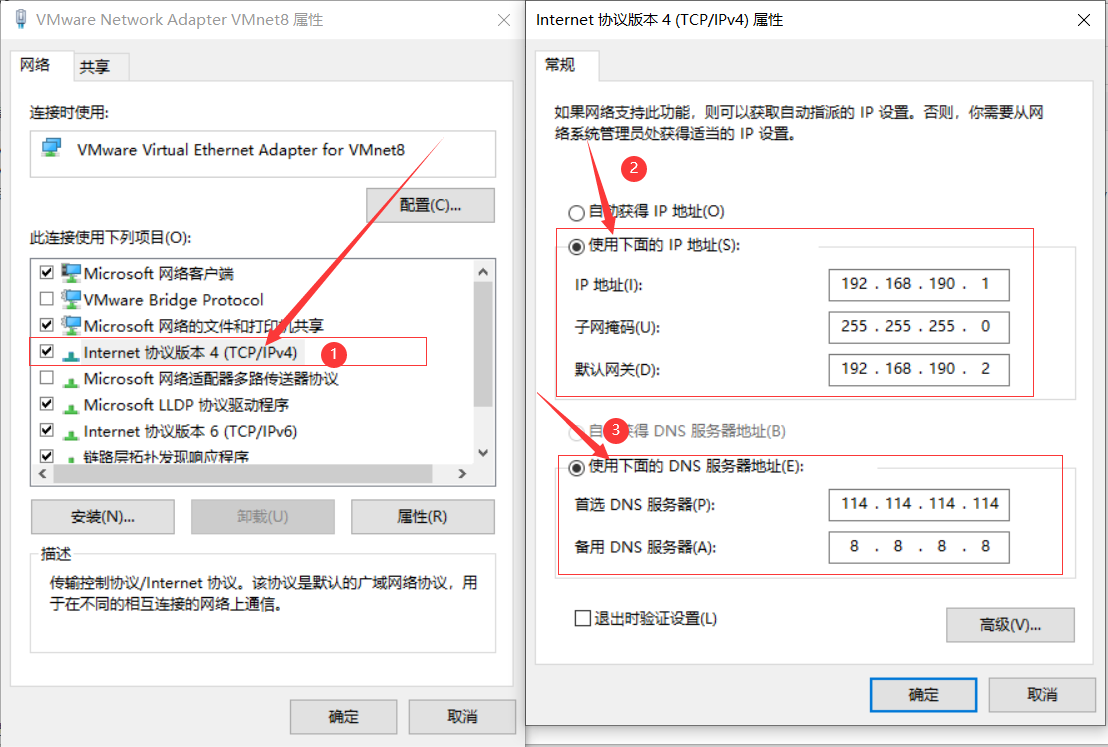 VMware Network Adapter VMnet8 属性
网络
共享
连接时使用:
VMware Virtual Ethernet Adapter for VMnet8
配置(C)...
此连接使用下列项目(O):
Microsoft 网络客户端
VMware Bridge Protocol
Microsoft 网络的文件和打印机共享
Internet 协议版本 4 (TCP/IPv4)
1
Microsoft 网络适配器多路传送器协议
Microsoft LLDP 协议驱动程序
Internet 协议版本 6 (TCP/IPv6)
链路层拓扑发现响应程序
安装(N)...
卸载(U)
属性(R)
描述
传输控制协议/Internet 协议。该协议是默认的广域网络协议，用
于在不同的相互连接的网络上通信。
确定
取消
Internet 协议版本 4 (TCP/IPv4) 属性
常规
如果网络支持此功能，则可以获取自动指派的 IP 设置。否则，你需要从网
络系统管理员处获得适当的 IP 设置。
2
自动获得 IP 地址(O)
使用下面的 IP 地址(S):
IP 地址(I):
192 . 168 . 190 . 1
子网掩码(U):
255 . 255 . 255 . 0
默认网关(D):
192 . 168 . 190 . 2
3
自动获得 DNS 服务器地址(B)
使用下面的 DNS 服务器地址(E):
首选 DNS 服务器(P):
114 . 114 . 114 . 114
备用 DNS 服务器(A):
8 . 8 . 8 . 8
退出时验证设置(L)
高级(V)...
确定
取消